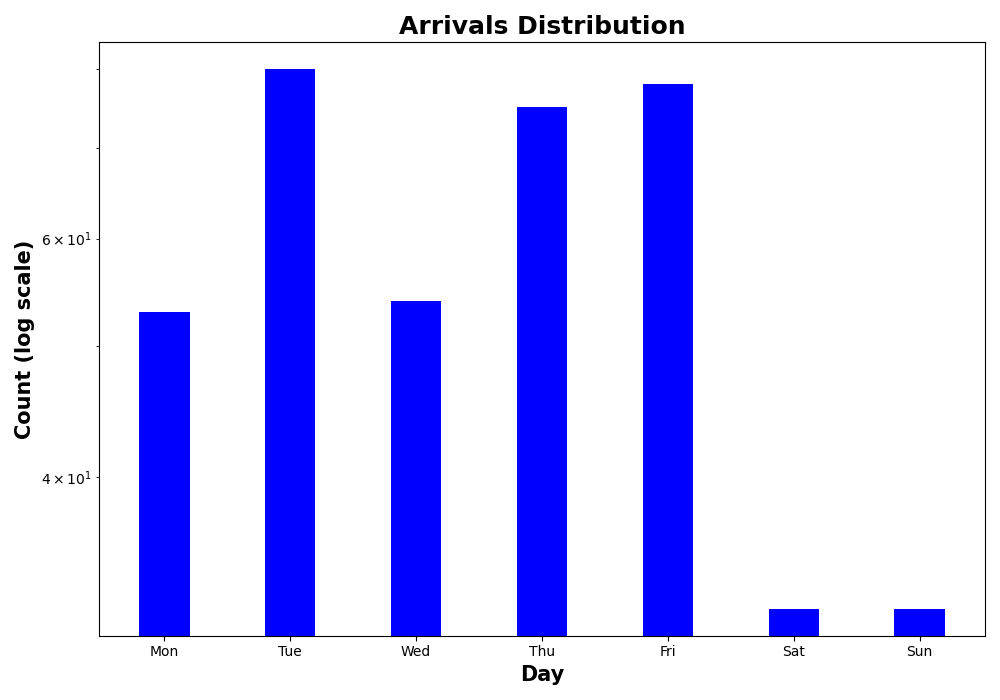 Arrivals Distribution
Count (log scale)
6 × 10¹
4 × 10¹
Mon Tue Wed Thu Fri Sat Sun
Day